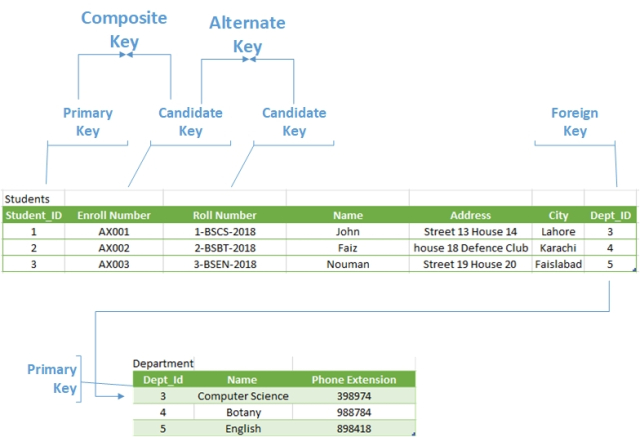 Composite
Key
Alternate
Key
Primary
Key
Candidate
Key
Candidate
Key
Foreign
Key
Students
Student_ID Enroll Number Roll Number Name Address City Dept_ID
1 AX001 1-BSCS-2018 John Street 13 House 14 Lahore 3
2 AX002 2-BSBT-2018 Faiz house 18 Defence Club Karachi 4
3 AX003 3-BSEN-2018 Nouman Street 19 House 20 Faislabad 5
Primary
Key
Department
Dept_Id Name Phone Extension
3 Computer Science 398974
4 Botany 988784
5 English 898418